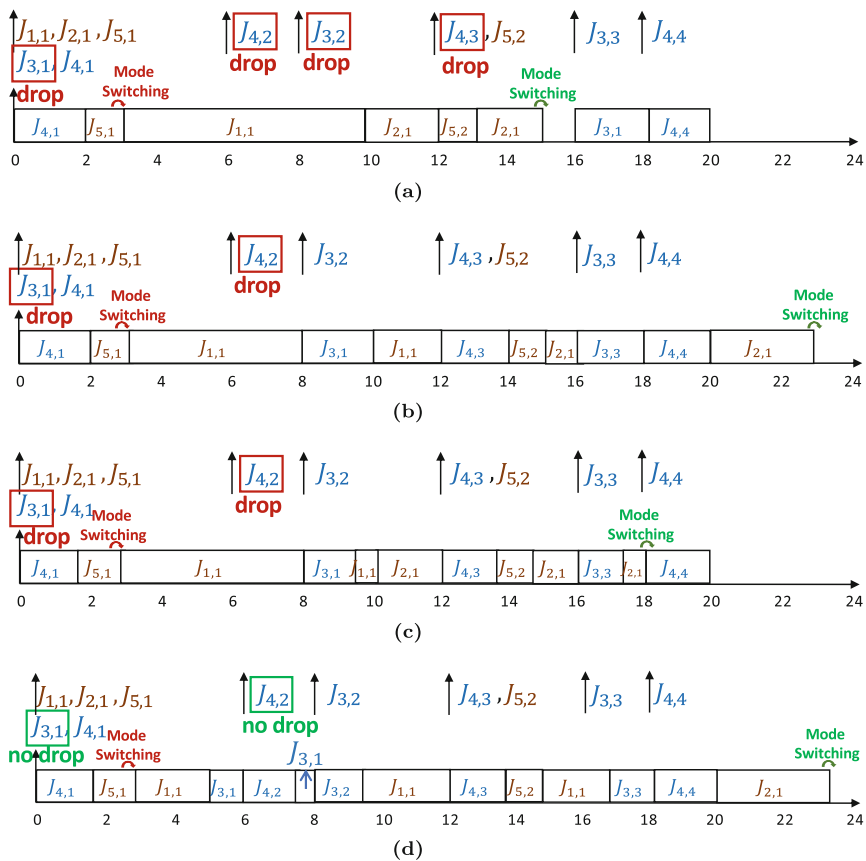 J1,1, J2,1 , J5,1 J4,2 J3,2 J4,3 , J5,2 J3,3 J4,4
J3,1, J4,1 drop drop drop
drop Mode Switching Mode Switching
J4,1 J5,1 J1,1 J2,1 J5,2 J2,1 J3,1 J4,4
0 2 4 6 8 10 12 14 16 18 20 22 24
(a)
J1,1, J2,1 , J5,1 J4,2 J3,2 J4,3 , J5,2 J3,3 J4,4
J3,1, J4,1 drop
drop Mode Switching Mode Switching
J4,1 J5,1 J1,1 J3,1 J1,1 J4,3 J5,2 J2,1 J3,3 J4,4 J2,1
0 2 4 6 8 10 12 14 16 18 20 22 24
(b)
J1,1, J2,1 , J5,1 J4,2 J3,2 J4,3 , J5,2 J3,3 J4,4
J3,1, J4,1 drop
drop Mode Switching Mode Switching
J4,1 J5,1 J1,1 J3,1 J1,1 J2,1 J4,3 J5,2 J2,1 J3,3 J2,1 J4,4
0 2 4 6 8 10 12 14 16 18 20 22 24
(c)
J1,1, J2,1 , J5,1 J4,2 J3,2 J4,3 , J5,2 J3,3 J4,4
J3,1, J4,1 no drop
no drop Mode Switching J3,1 Mode Switching
J4,1 J5,1 J1,1 J3,1 J4,2 J3,2 J1,1 J4,3 J5,2 J1,1 J3,3 J4,4 J2,1
0 2 4 6 8 10 12 14 16 18 20 22 24
(d)